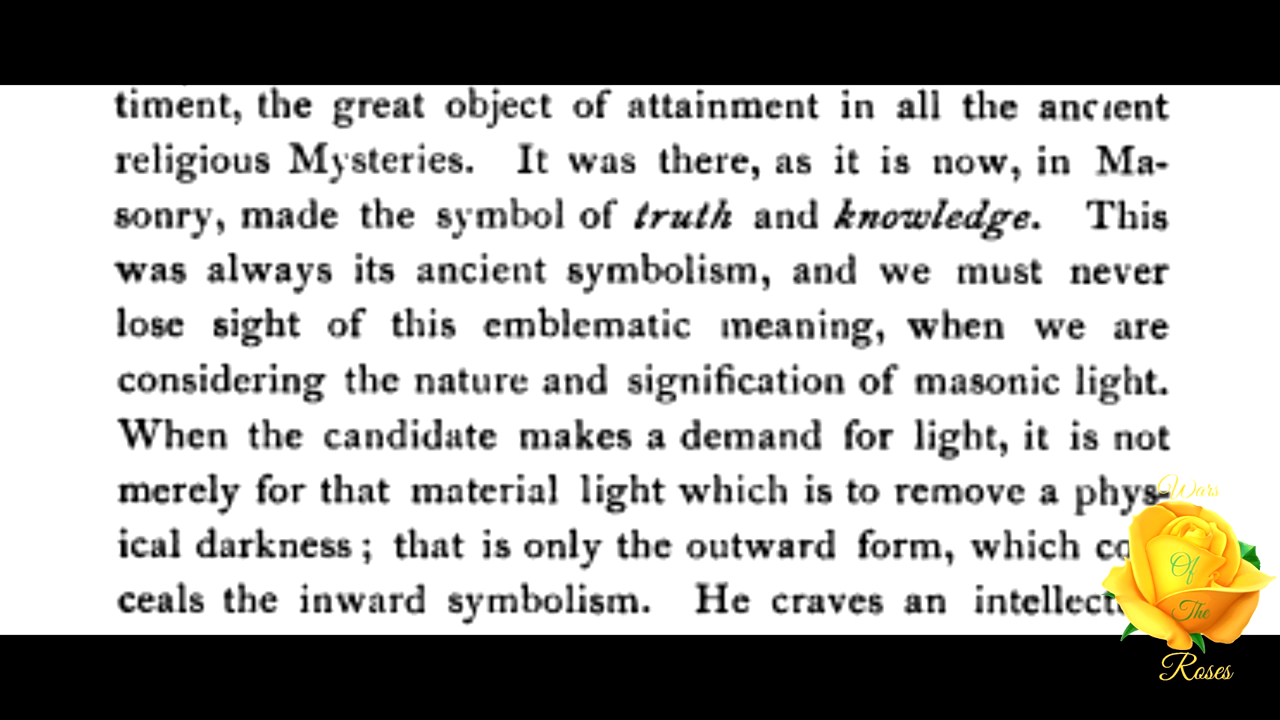 timent, the great object of attainment in all the ancient
religious Mysteries. It was there, as it is now, in Ma-
sonry, made the symbol of truth and knowledge. This
was always its ancient symbolism, and we must never
lose sight of this emblematic meaning, when we are
considering the nature and signification of masonic light.
When the candidate makes a demand for light, it is not
merely for that material light which is to remove a phys-
ical darkness; that is only the outward form, which
ceals the inward symbolism. He craves an
Wars
Of
The
Roses